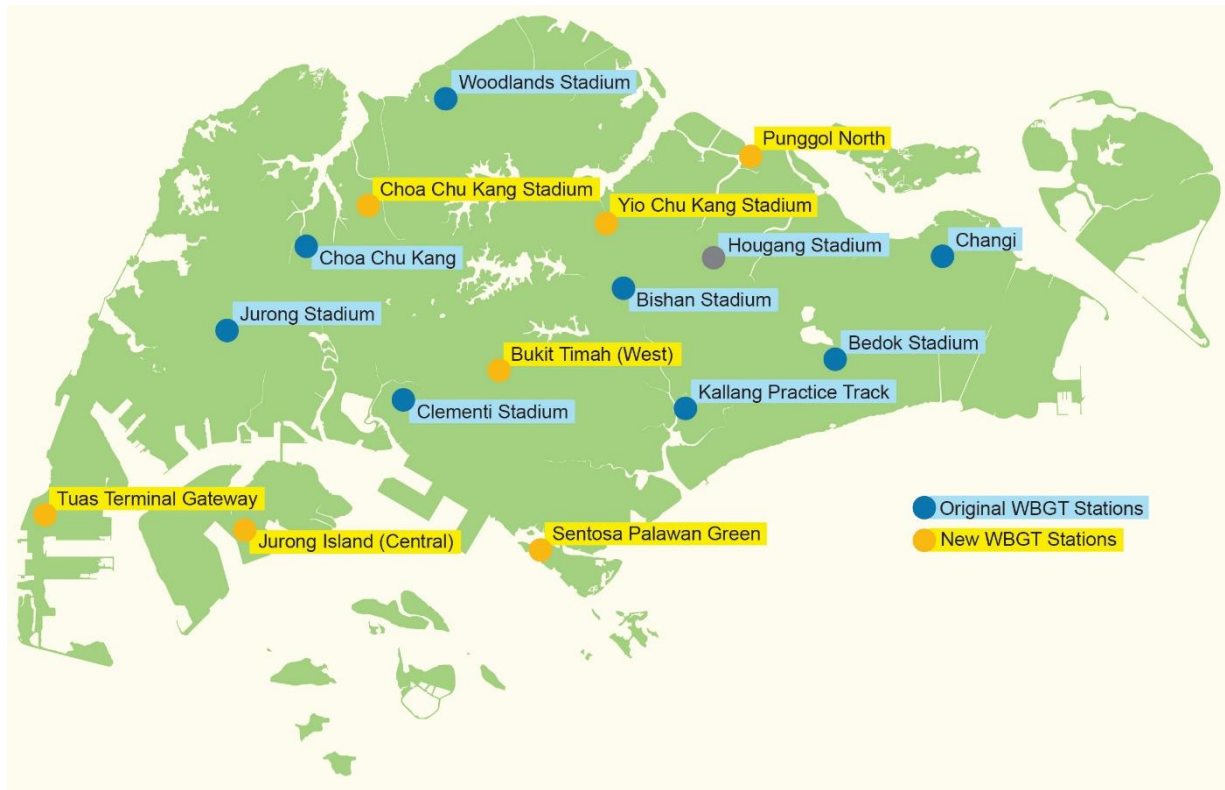 Woodlands Stadium
Punggol North
Choa Chu Kang Stadium
Yio Chu Kang Stadium
Hougang Stadium
Changi
Choa Chu Kang
Bishan Stadium
Jurong Stadium
Bedok Stadium
Bukit Timah (West)
Kallang Practice Track
Clementi Stadium
Tuas Terminal Gateway
Original WBGT Stations
Sentosa Palawan Green
Jurong Island (Central)
New WBGT Stations